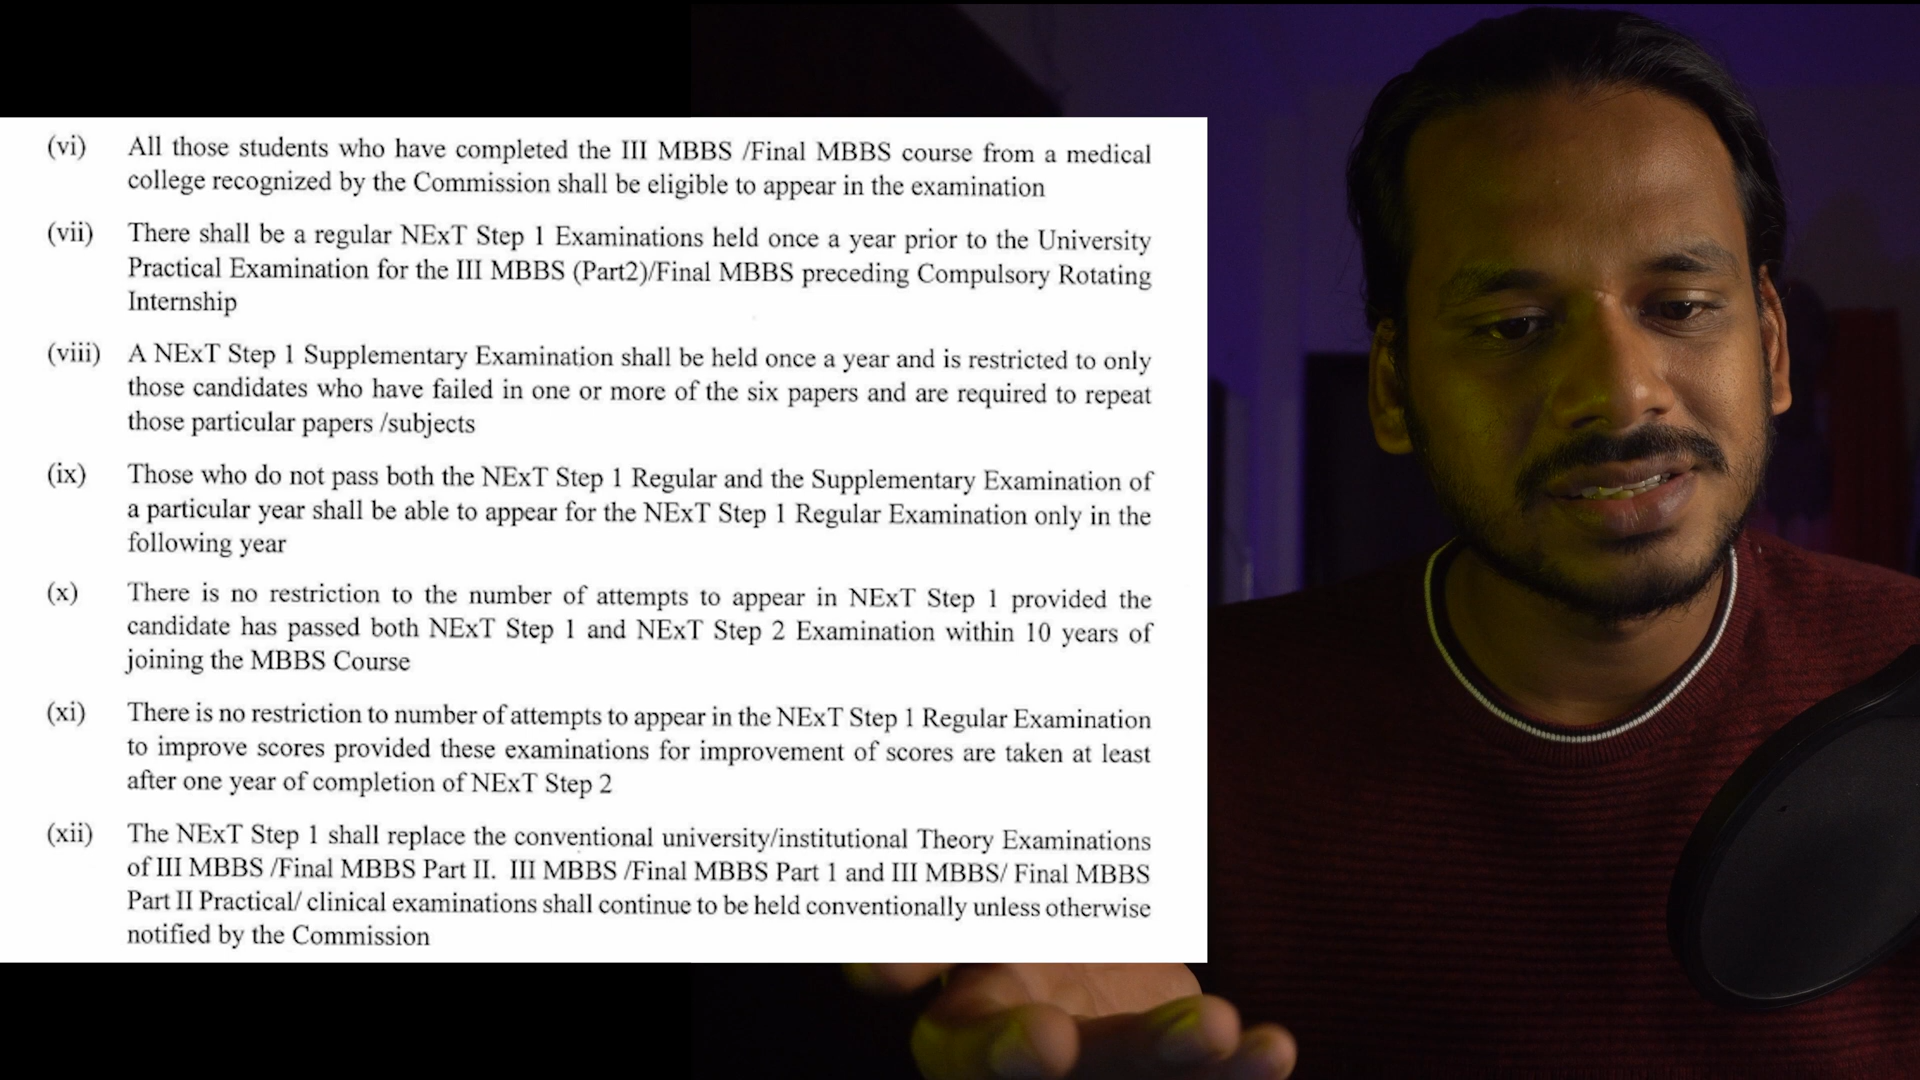 (vi) All those students who have completed the III MBBS /Final MBBS course from a medical
college recognized by the Commission shall be eligible to appear in the examination
(vii) There shall be a regular NExT Step 1 Examinations held once a year prior to the University
Practical Examination for the III MBBS (Part2)/Final MBBS preceding Compulsory Rotating
Internship
(viii) A NExT Step 1 Supplementary Examination shall be held once a year and is restricted to only
those candidates who have failed in one or more of the six papers and are required to repeat
those particular papers /subjects
(ix) Those who do not pass both the NExT Step 1 Regular and the Supplementary Examination of
a particular year shall be able to appear for the NExT Step 1 Regular Examination only in the
following year
(x) There is no restriction to the number of attempts to appear in NExT Step 1 provided the
candidate has passed both NExT Step 1 and NExT Step 2 Examination within 10 years of
joining the MBBS Course
(xi) There is no restriction to number of attempts to appear in the NExT Step 1 Regular Examination
to improve scores provided these examinations for improvement of scores are taken at least
after one year of completion of NExT Step 2
(xii) The NExT Step 1 shall replace the conventional university/institutional Theory Examinations
of III MBBS /Final MBBS Part II. III MBBS /Final MBBS Part 1 and III MBBS/ Final MBBS
Part II Practical/ clinical examinations shall continue to be held conventionally unless otherwise
notified by the Commission